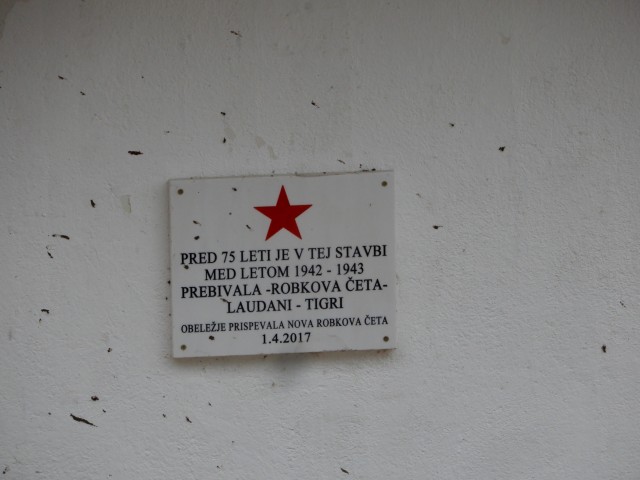 PRED 75 LETI JE V TEJ STAVBI
MED LETOM 1942 - 1943
PREBIVALA -ROBKOVA ČETA-
LAUDANI - TIGRI
OBELEŽJE PRISPEVALA NOVA ROBKOVA ČETA
1.4.2017